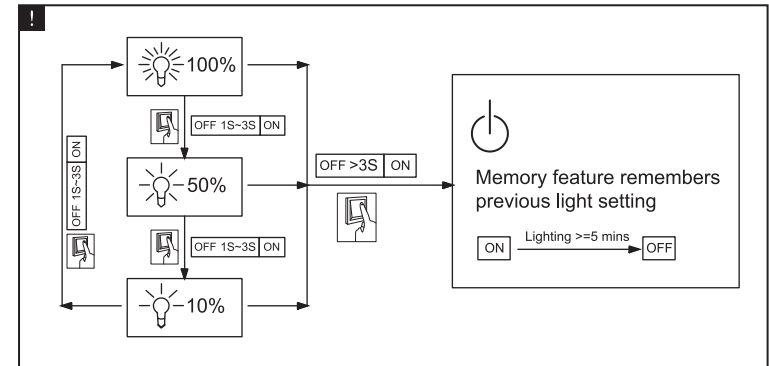 !
100%
OFF 1S~3S ON
50%
OFF 1S~3S ON
10%
OFF 1S~3S ON
OFF >3S ON
Memory feature remembers
previous light setting
ON Lighting >=5 mins OFF